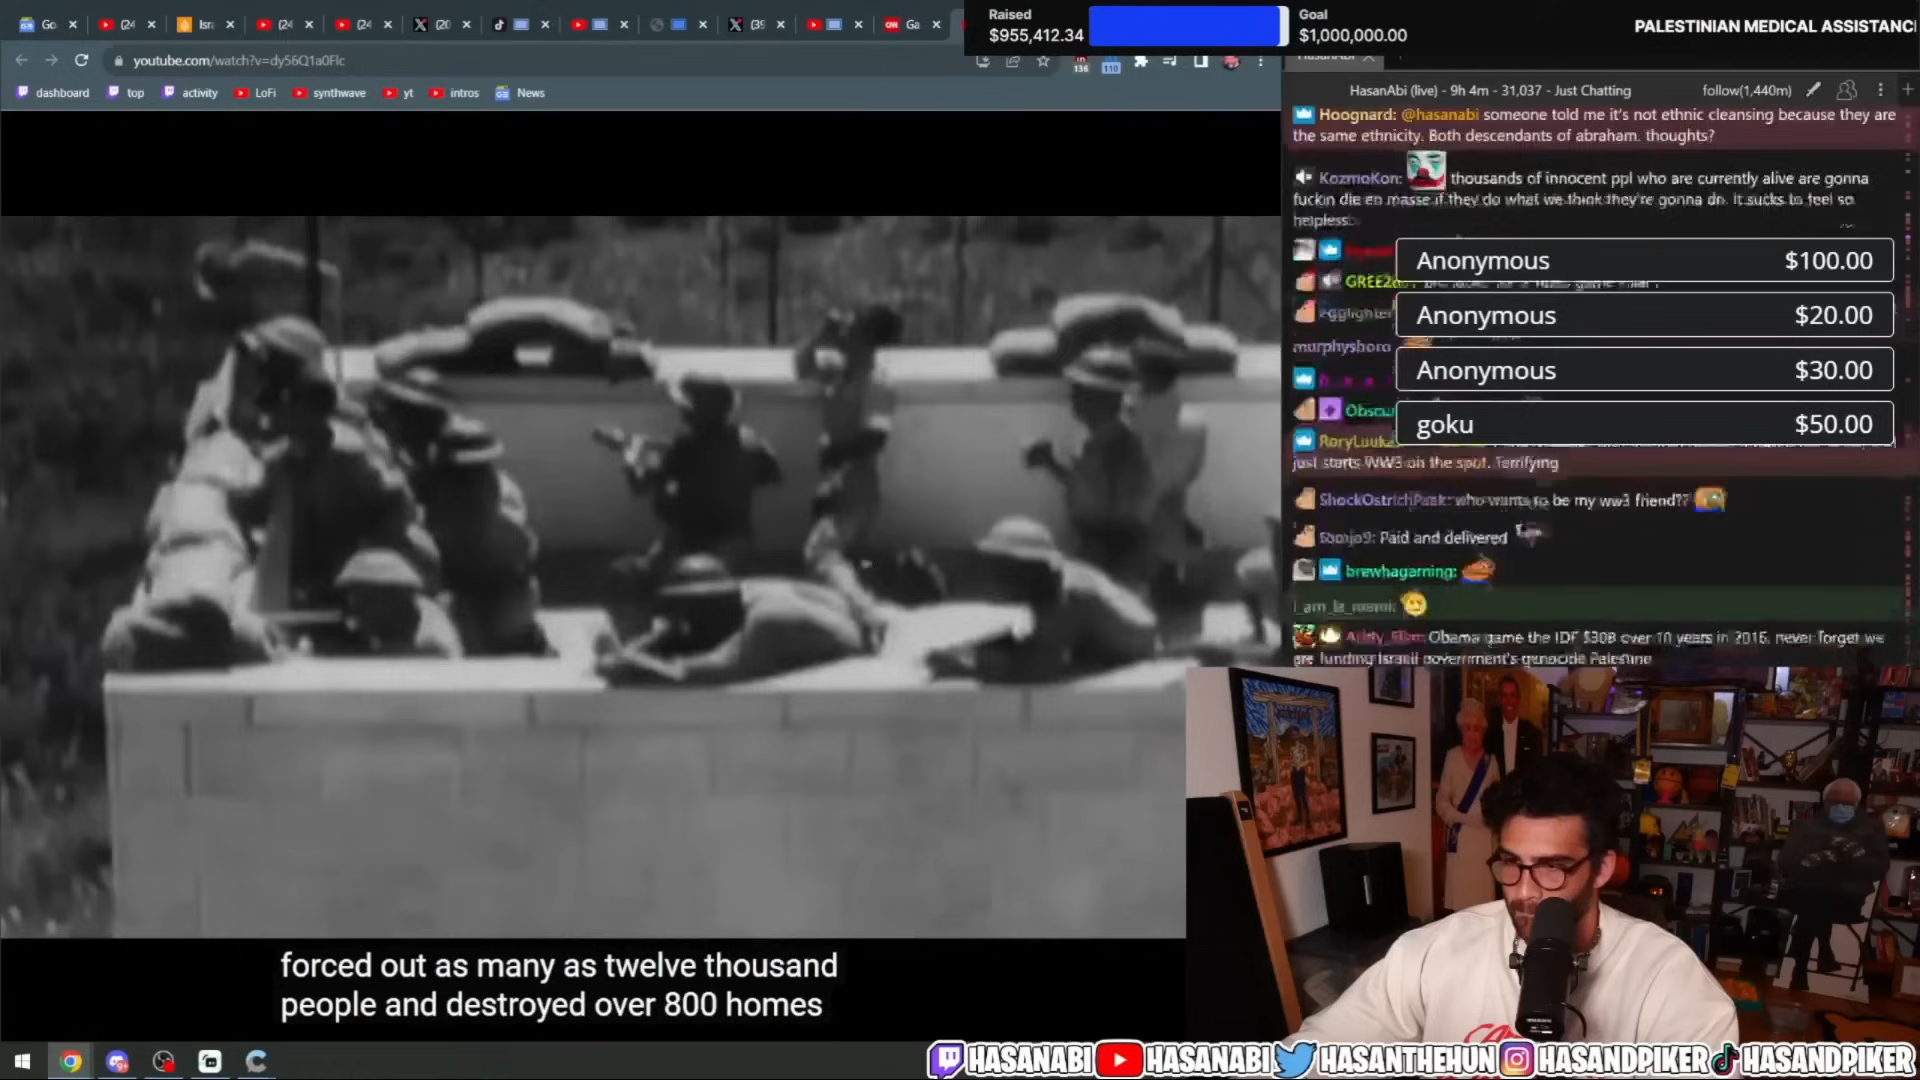 Raised
$955,412.34
Goal
$1,000,000.00
PALESTINIAN MEDICAL ASSISTANC
youtube.com/watch?v=dy56Q1a0Flc
136
110
dashboard
top
activity
LoFi
synthwave
yt
intros
News
HasanAbi (live) - 9h 4m - 31,037 - Just Chatting
follow(1,440m)
Hoognard: @hasanabi someone told me it's not ethnic cleansing because they are
the same ethnicity. Both descendants of abraham. thoughts?
KozmoKon: thousands of innocent ppl who are currently alive are gonna
fuckin die en masse if they do what we think they're gonna do. it sucks to feel so
helpless
Anonymous $100.00
Anonymous $20.00
murphysboro
Anonymous $30.00
goku $50.00
just starts WW3 on the spot. Terrifying
who wants to be my ww3 friend??
Paid and delivered
brewhagaming:
Obama game the IDF $30B over 10 years in 2016, never forget we
are funding Israeli government's genocide Palestine
forced out as many as twelve thousand
people and destroyed over 800 homes
HASANABI
HASANABI
HASANTHEHUN
HASANDPIKER
HASANDPIKER